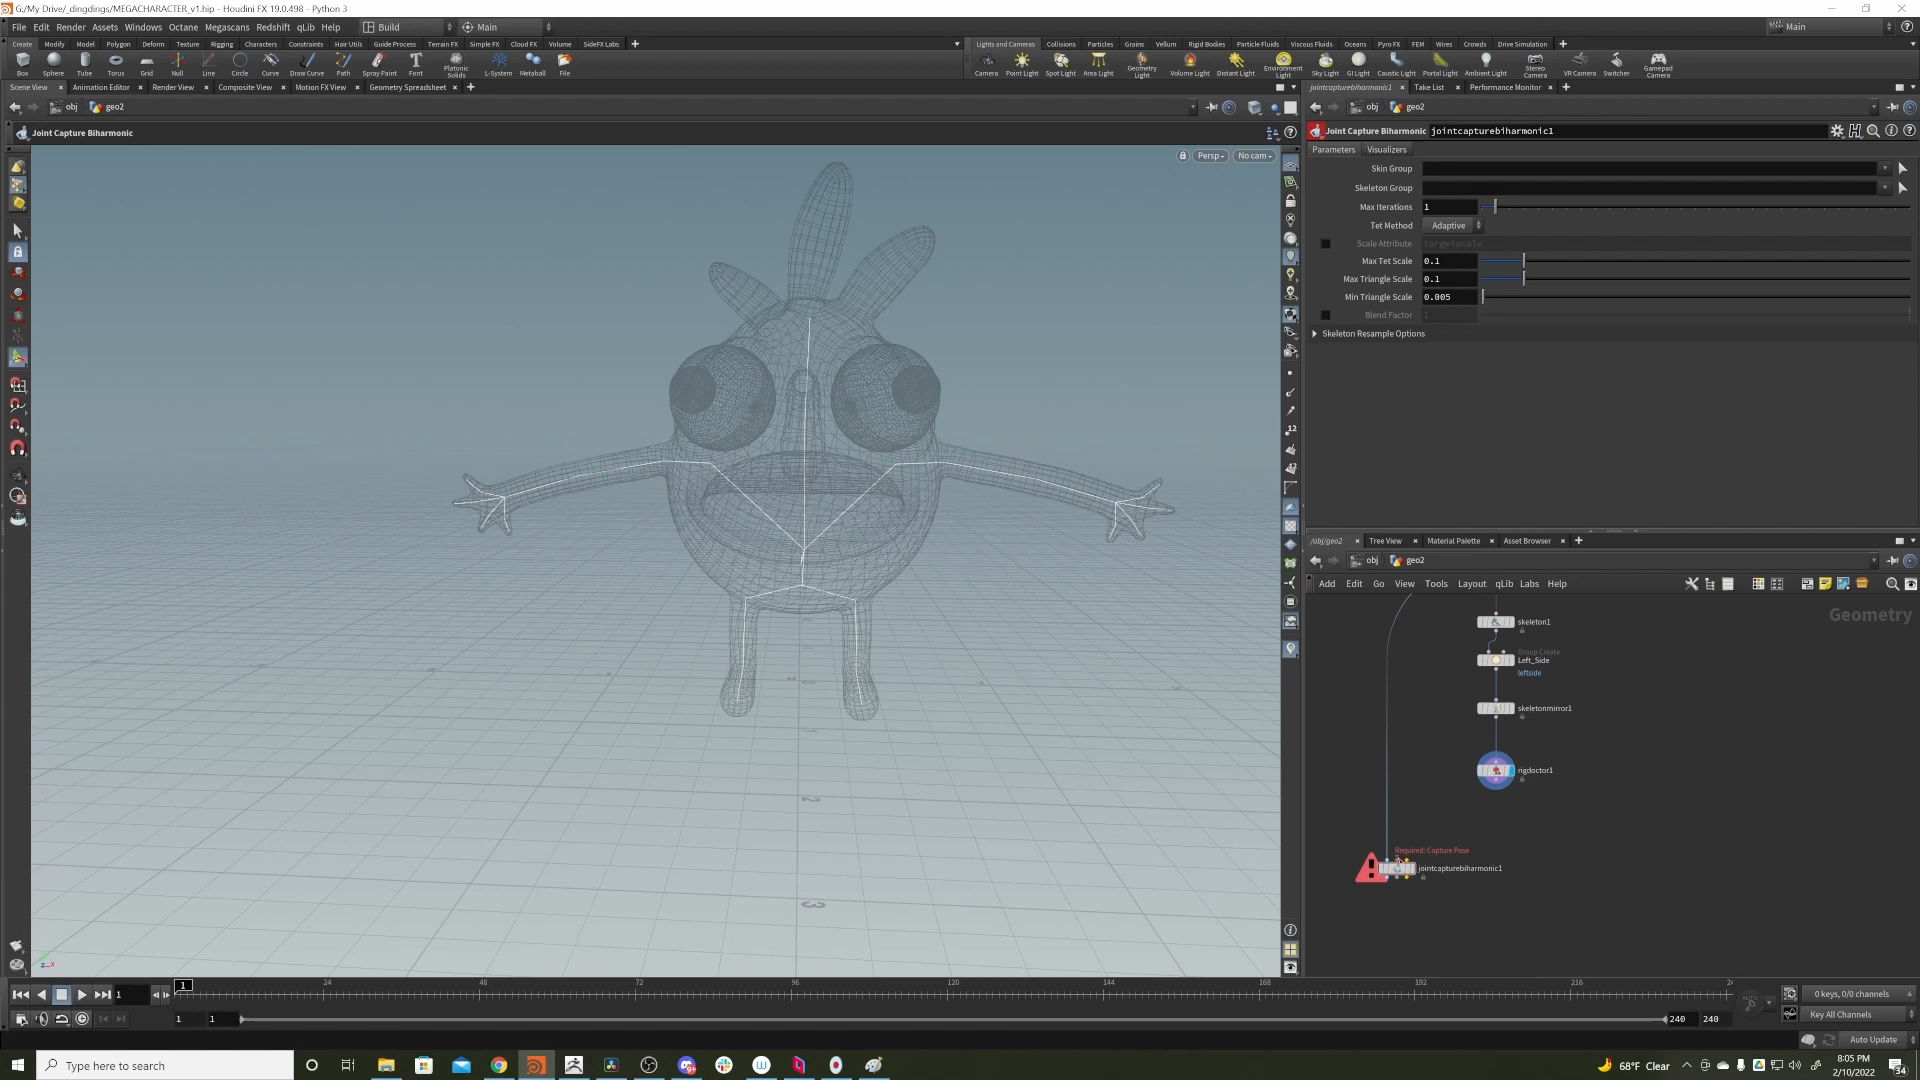 G:/My Drive/_dingdings/MEGACHARACTER_v1.hip - Houdini FX 19.0.498 - Python 3
File Edit Render Assets Windows Octane Megascans Redshift qLib Help Build Main Main
Create Modify Model Polygon Deform Texture Rigging Characters Constraints Hair Utils Guide Process Terrain FX Simple FX Cloud FX Volume SideFX Labs
Lights and Cameras Collisions Particles Grains Vellum Rigid Bodies Particle Fluids Viscous Fluids Oceans Pyro FX FEM Wires Crowds Drive Simulation
Box Sphere Tube Torus Grid Null Line Circle Curve Draw Curve Path Spray Paint Font Platonic Solids L-System Metaball File
Camera Point Light Spot Light Area Light Geometry Light Volume Light Distant Light Environment Light Sky Light GI Light Caustic Light Portal Light Ambient Light Stereo Camera VR Camera Switcher Gamepad Camera
Scene View Animation Editor Render View Composite View Motion FX View Geometry Spreadsheet
jointcapturebiharmonic1 Take List Performance Monitor
obj geo2
obj geo2
Joint Capture Biharmonic
Joint Capture Biharmonic jointcapturebiharmonic1
Parameters Visualizers
Persp No cam
Skin Group
Skeleton Group
Max Iterations 1
Tet Method Adaptive
Scale Attribute targetscale
Max Tet Scale 0.1
Max Triangle Scale 0.1
Min Triangle Scale 0.005
Blend Factor 1
Skeleton Resample Options
/obj/geo2 Tree View Material Palette Asset Browser
obj geo2
Add Edit Go View Tools Layout qLib Labs Help
Geometry
skeleton1
Group Create
Left_Side
leftside
skeletonmirror1
rigdoctor1
Required: Capture Pose
jointcapturebiharmonic1
2
3
z x
1 1 24 48 72 96 120 144 168 192 216 24
0 keys, 0/0 channels
1 1 240 240 Key All Channels
Auto Update
Type here to search
68°F Clear
8:05 PM
2/10/2022
34